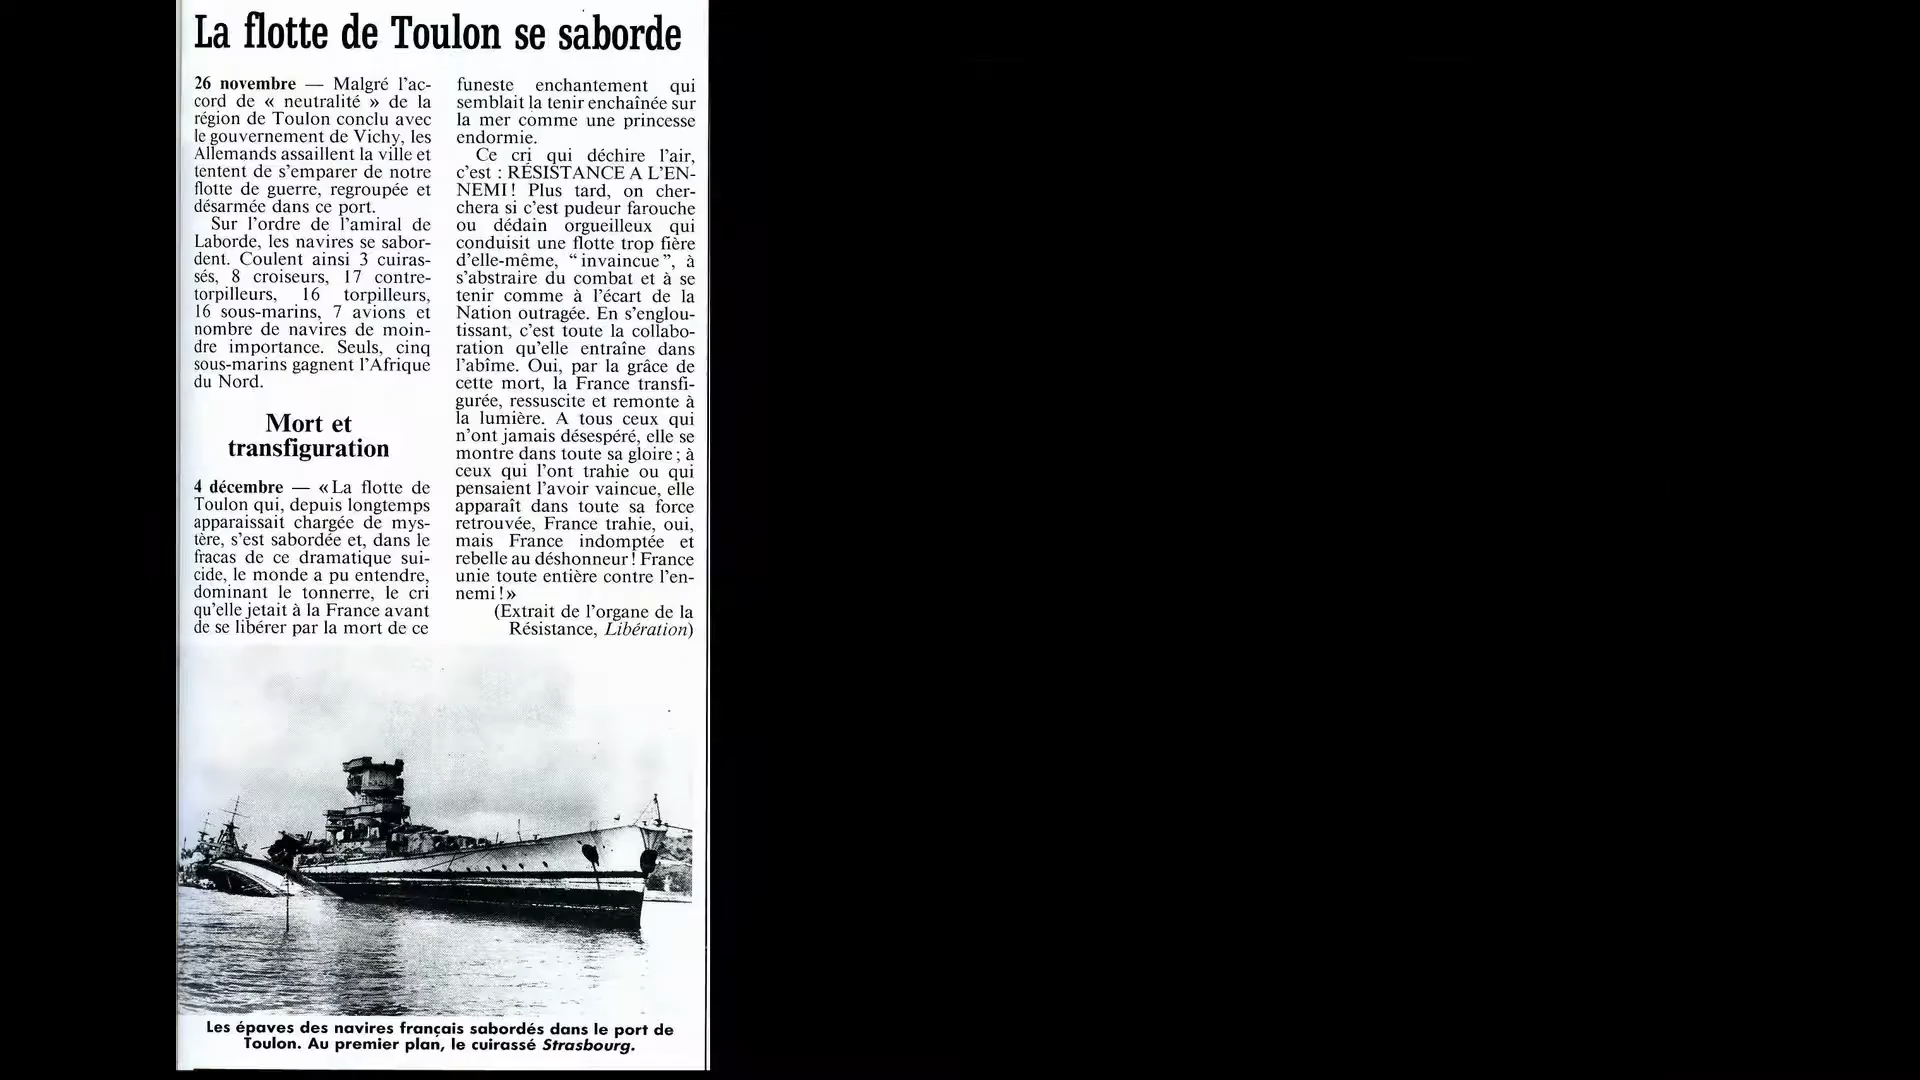 La flotte de Toulon se saborde
26 novembre — Malgré l'ac-
cord de « neutralité » de la
région de Toulon conclu avec
le gouvernement de Vichy, les
Allemands assaillent la ville et
tentent de s'emparer de notre
flotte de guerre, regroupée et
désarmée dans ce port.
Sur l'ordre de l'amiral de
Laborde, les navires se sabor-
dent. Coulent ainsi 3 cuiras-
sés, 8 croiseurs, 17 contre-
torpilleurs, 16 torpilleurs,
16 sous-marins, 7 avions et
nombre de navires de moin-
dre importance. Seuls, cinq
sous-marins gagnent l'Afrique
du Nord.
Mort et
transfiguration
4 décembre — «La flotte de
Toulon qui, depuis longtemps
apparaissait chargée de mys-
tère, s'est sabordée et, dans le
fracas de ce dramatique sui-
cide, le monde a pu entendre,
dominant le tonnerre, le cri
qu'elle jetait à la France avant
de se libérer par la mort de ce
funeste enchantement qui
semblait la tenir enchaînée sur
la mer comme une princesse
endormie.
Ce cri qui déchire l'air,
c'est : RÉSISTANCE A L'EN-
NEMI! Plus tard, on cher-
chera si c'est pudeur farouche
ou dédain orgueilleux qui
conduisit une flotte trop fière
d'elle-même, "invaincue", à
s'abstraire du combat et à se
tenir comme à l'écart de la
Nation outragée. En s'englou-
tissant, c'est toute la collabo-
ration qu'elle entraîne dans
l'abîme. Oui, par la grâce de
cette mort, la France transfi-
gurée, ressuscite et remonte à
la lumière. A tous ceux qui
n'ont jamais désespéré, elle se
montre dans toute sa gloire ; à
ceux qui l'ont trahie ou qui
pensaient l'avoir vaincue, elle
apparaît dans toute sa force
retrouvée, France trahie, oui,
mais France indomptée et
rebelle au déshonneur! France
unie toute entière contre l'en-
nemi!»
(Extrait de l'organe de la
Résistance, Libération)
Les épaves des navires français sabordés dans le port de
Toulon. Au premier plan, le cuirassé Strasbourg.